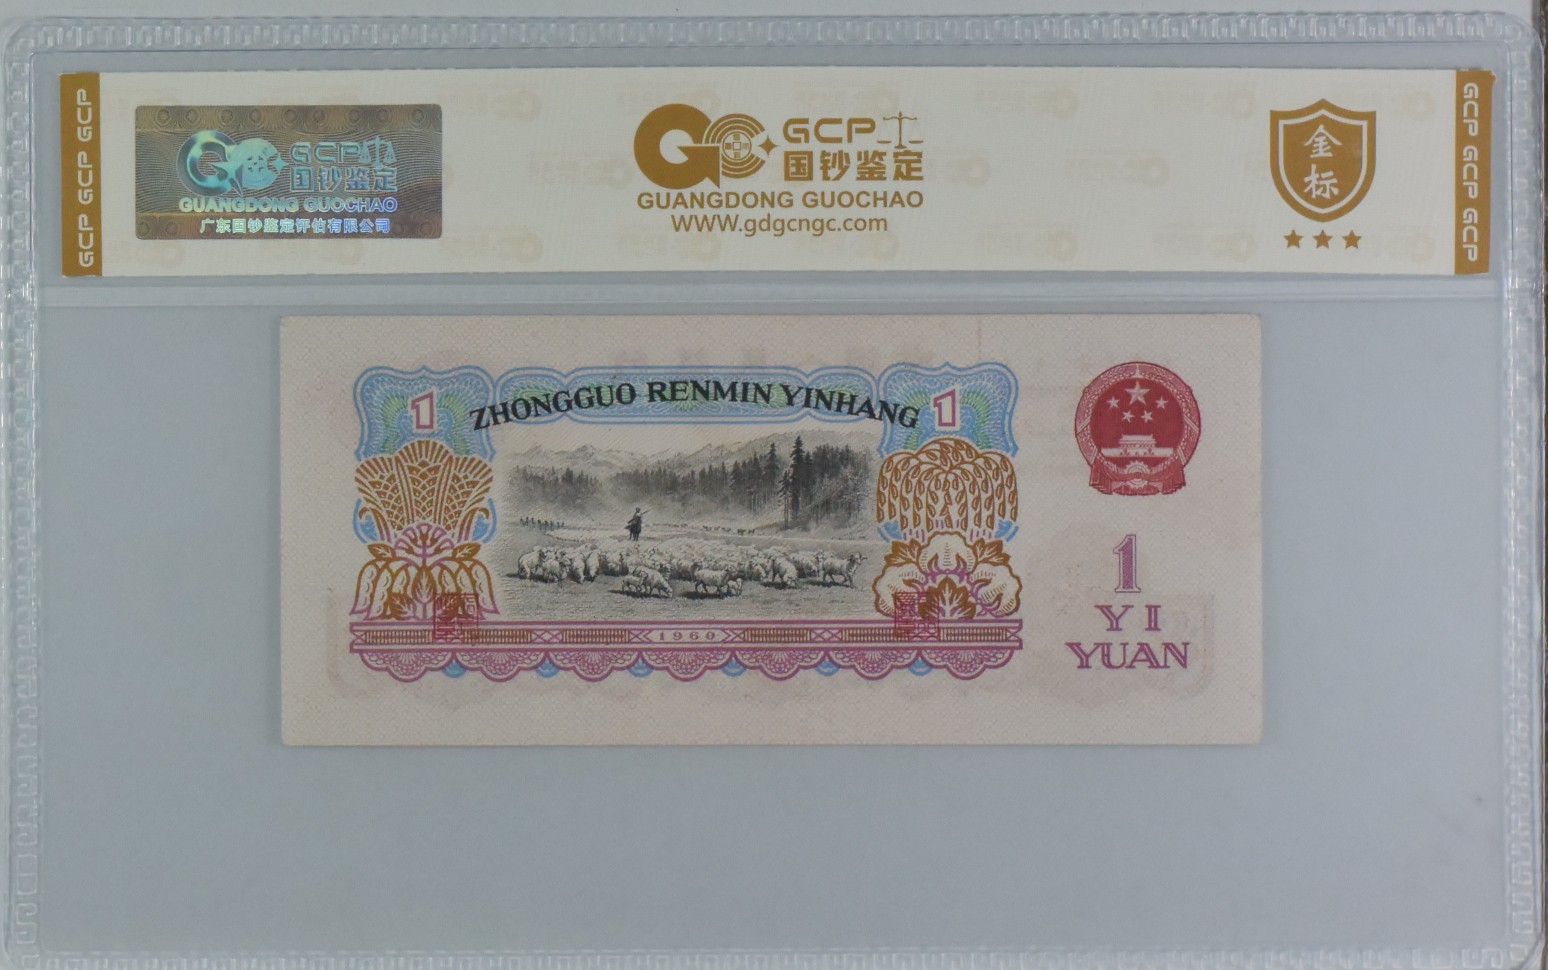 GCP GCP GCP
GCP
国钞鉴定
GUANGDONG GUOCHAO
广东国钞鉴定评估有限公司
GCP
国钞鉴定
GUANGDONG GUOCHAO
WWW.gdgcngc.com
金标
GCP GCP GCP
ZHONGGUO RENMIN YINHANG
1
1
1960
1
YI
YUAN